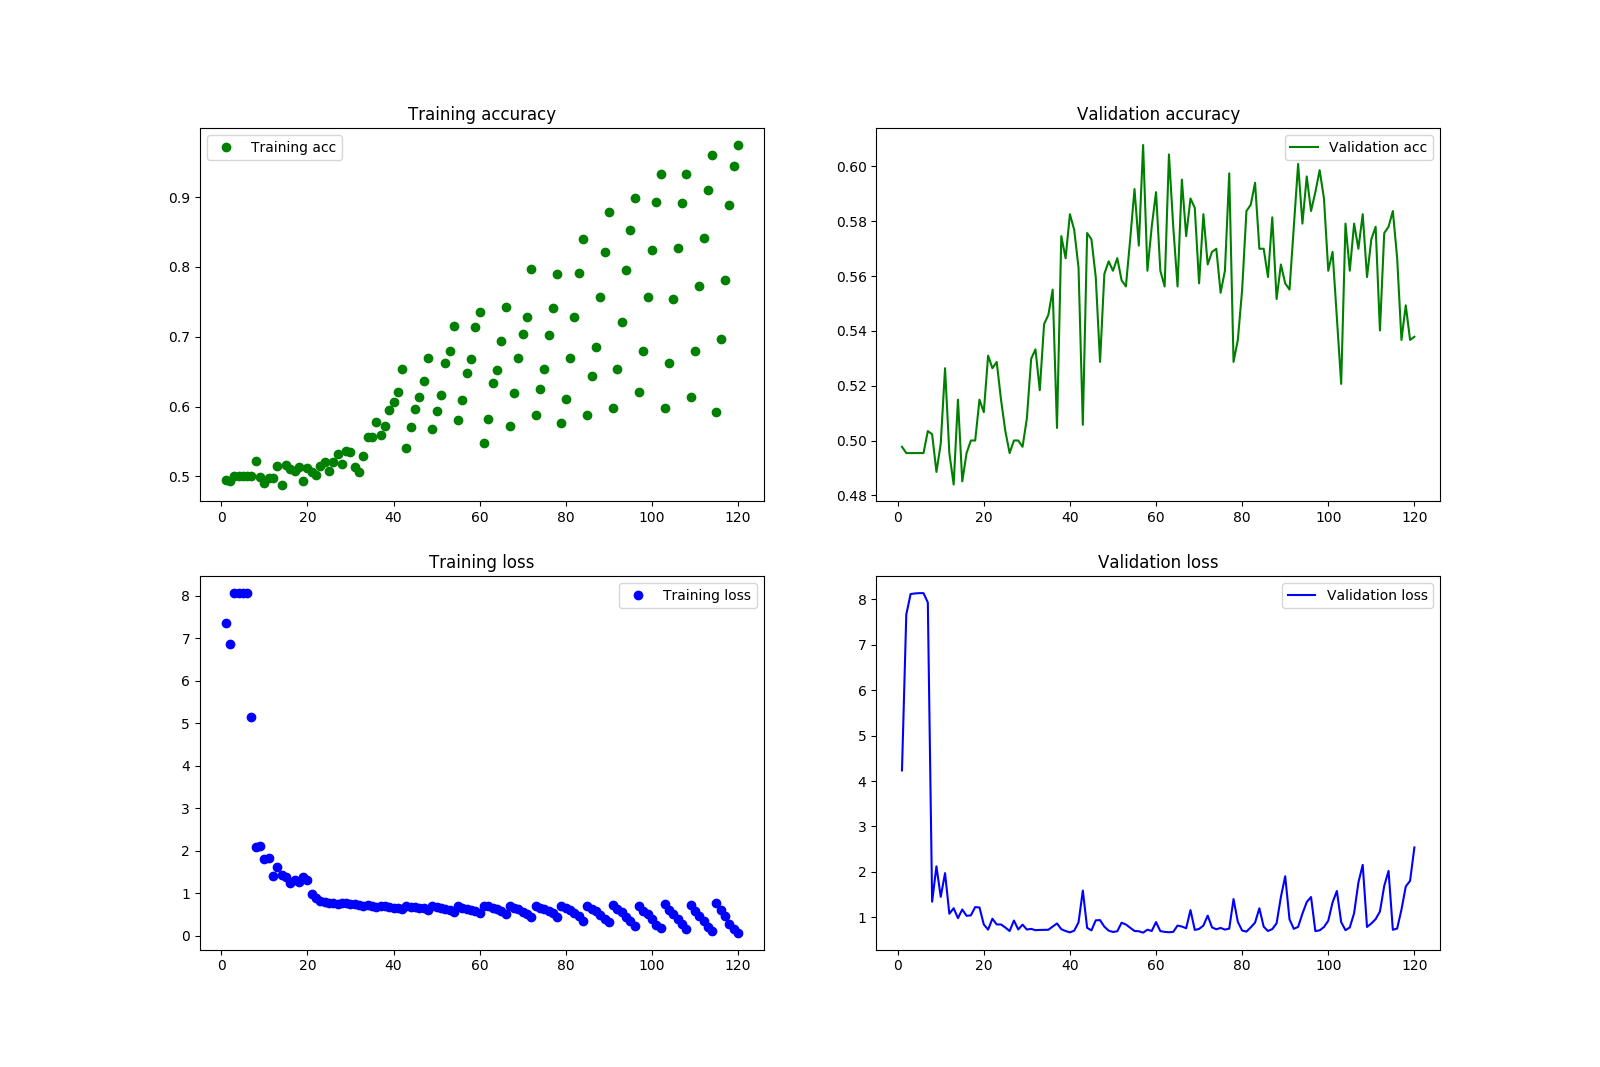 Training accuracy
Training acc
0.9
0.8
0.7
0.6
0.5
0 20 40 60 80 100 120
Validation accuracy
Validation acc
0.60
0.58
0.56
0.54
0.52
0.50
0.48
0 20 40 60 80 100 120
Training loss
Training loss
8
7
6
5
4
3
2
1
0
0 20 40 60 80 100 120
Validation loss
Validation loss
8
7
6
5
4
3
2
1
0 20 40 60 80 100 120